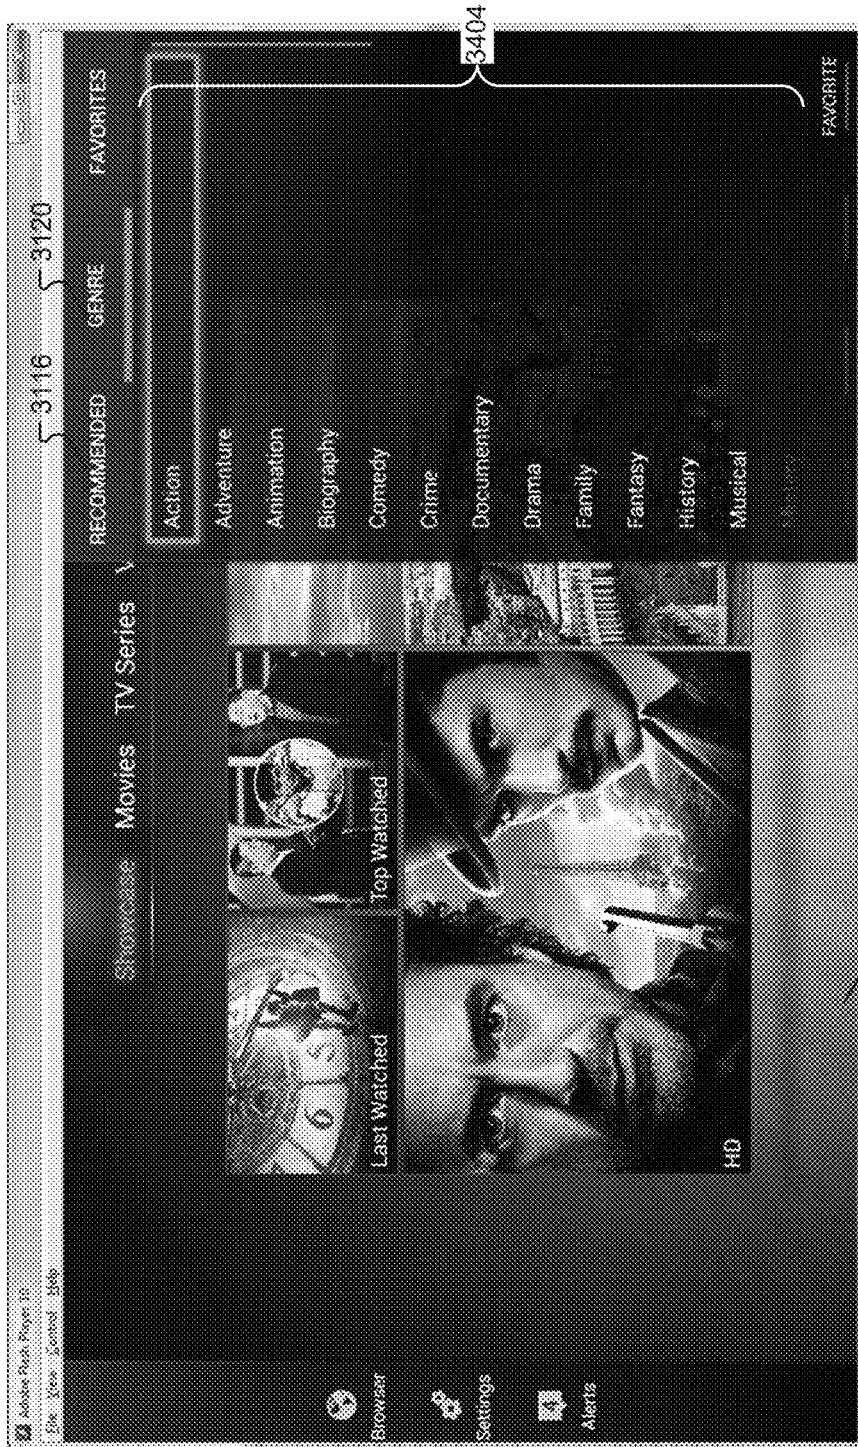 Adobe Flash Player 10
File View Control Help
3116
3120
Showcase Movies TV Series
RECOMMENDED GENRE FAVORITES
Action
Adventure
Animation
Biography
Comedy
Crime
Documentary
Drama
Family
Fantasy
History
Musical
3404
Last Watched
Top Watched
6
5
HD
Browser
Settings
Alerts
FAVORITE